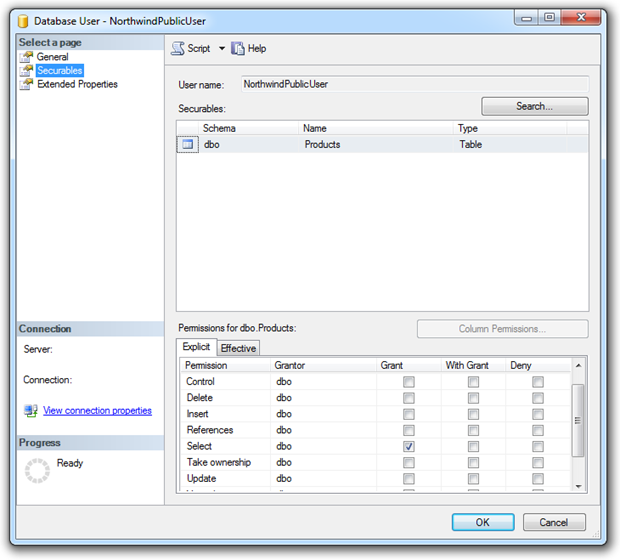 Database User - NorthwindPublicUser
Select a page
General
Securables
Extended Properties
Script Help
User name: NorthwindPublicUser
Securables:
Search...
Schema Name Type
dbo Products Table
Connection
Server:
Connection:
View connection properties
Progress
Ready
Permissions for dbo.Products:
Column Permissions...
Explicit Effective
Permission Grantor Grant With Grant Deny
Control dbo
Delete dbo
Insert dbo
References dbo
Select dbo
Take ownership dbo
Update dbo
OK Cancel